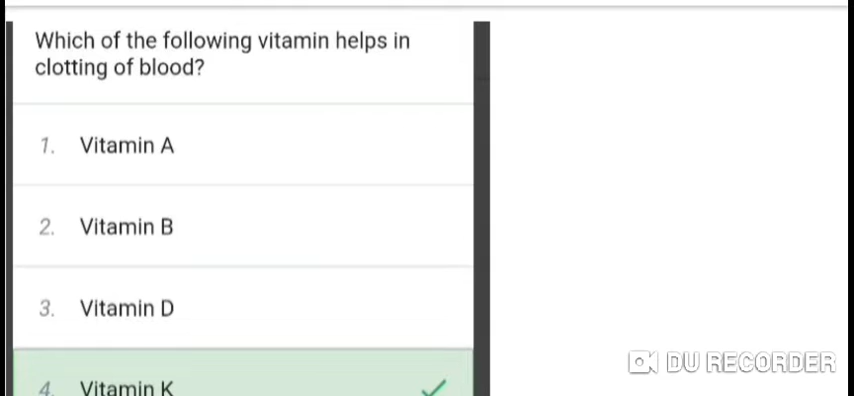 Which of the following vitamin helps in
clotting of blood?
1. Vitamin A
2. Vitamin B
3. Vitamin D
4. Vitamin K
DU RECORDER